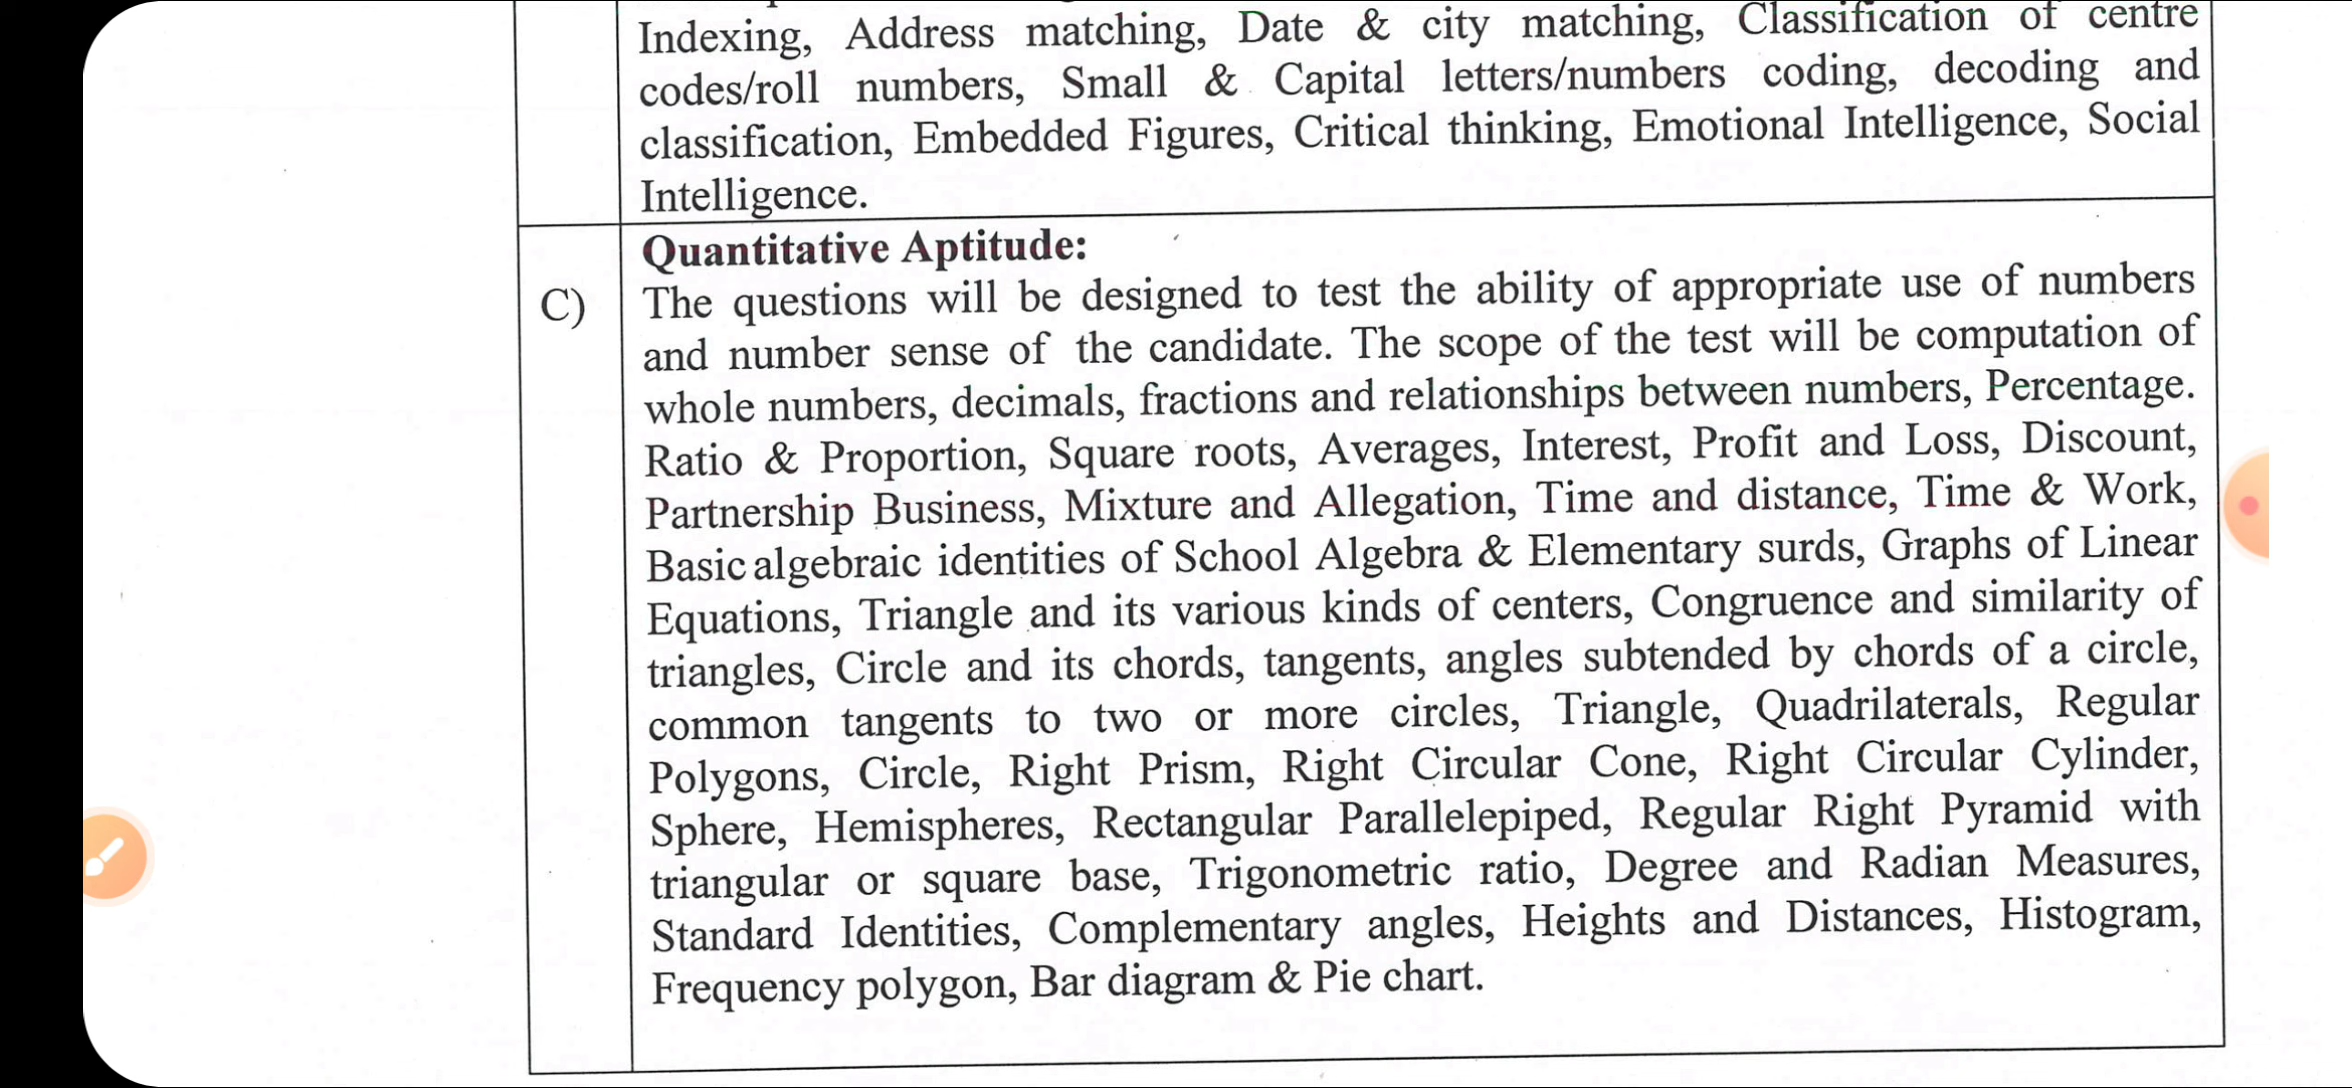 Indexing, Address matching, Date & city matching, Classification of centre
codes/roll numbers, Small & Capital letters/numbers coding, decoding and
classification, Embedded Figures, Critical thinking, Emotional Intelligence, Social
Intelligence.
Quantitative Aptitude:
C) The questions will be designed to test the ability of appropriate use of numbers
and number sense of the candidate. The scope of the test will be computation of
whole numbers, decimals, fractions and relationships between numbers, Percentage.
Ratio & Proportion, Square roots, Averages, Interest, Profit and Loss, Discount,
Partnership Business, Mixture and Allegation, Time and distance, Time & Work,
Basic algebraic identities of School Algebra & Elementary surds, Graphs of Linear
Equations, Triangle and its various kinds of centers, Congruence and similarity of
triangles, Circle and its chords, tangents, angles subtended by chords of a circle,
common tangents to two or more circles, Triangle, Quadrilaterals, Regular
Polygons, Circle, Right Prism, Right Circular Cone, Right Circular Cylinder,
Sphere, Hemispheres, Rectangular Parallelepiped, Regular Right Pyramid with
triangular or square base, Trigonometric ratio, Degree and Radian Measures,
Standard Identities, Complementary angles, Heights and Distances, Histogram,
Frequency polygon, Bar diagram & Pie chart.